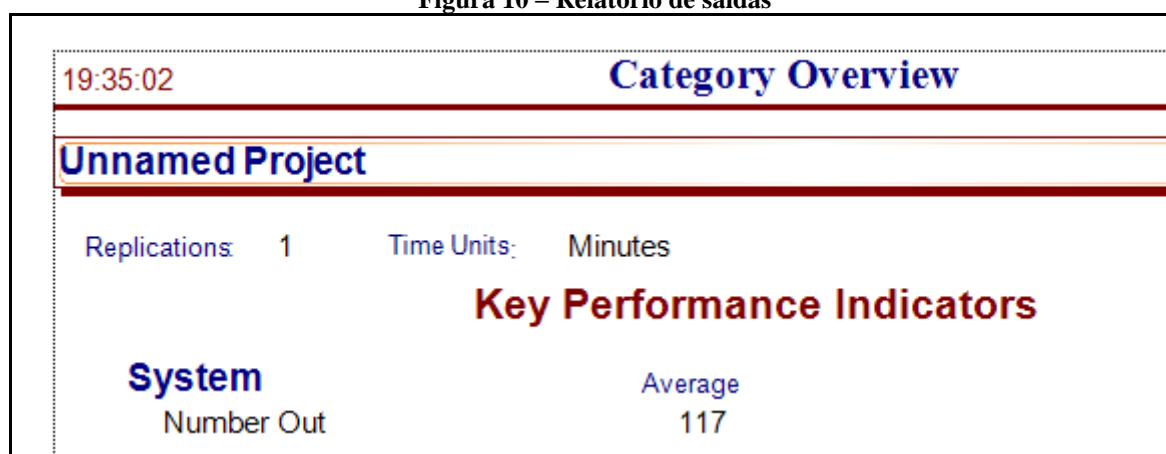 Figura 10 – Relatório de saídas
19:35:02 Category Overview
Unnamed Project
Replications: 1 Time Units: Minutes
Key Performance Indicators
System Average
Number Out 117